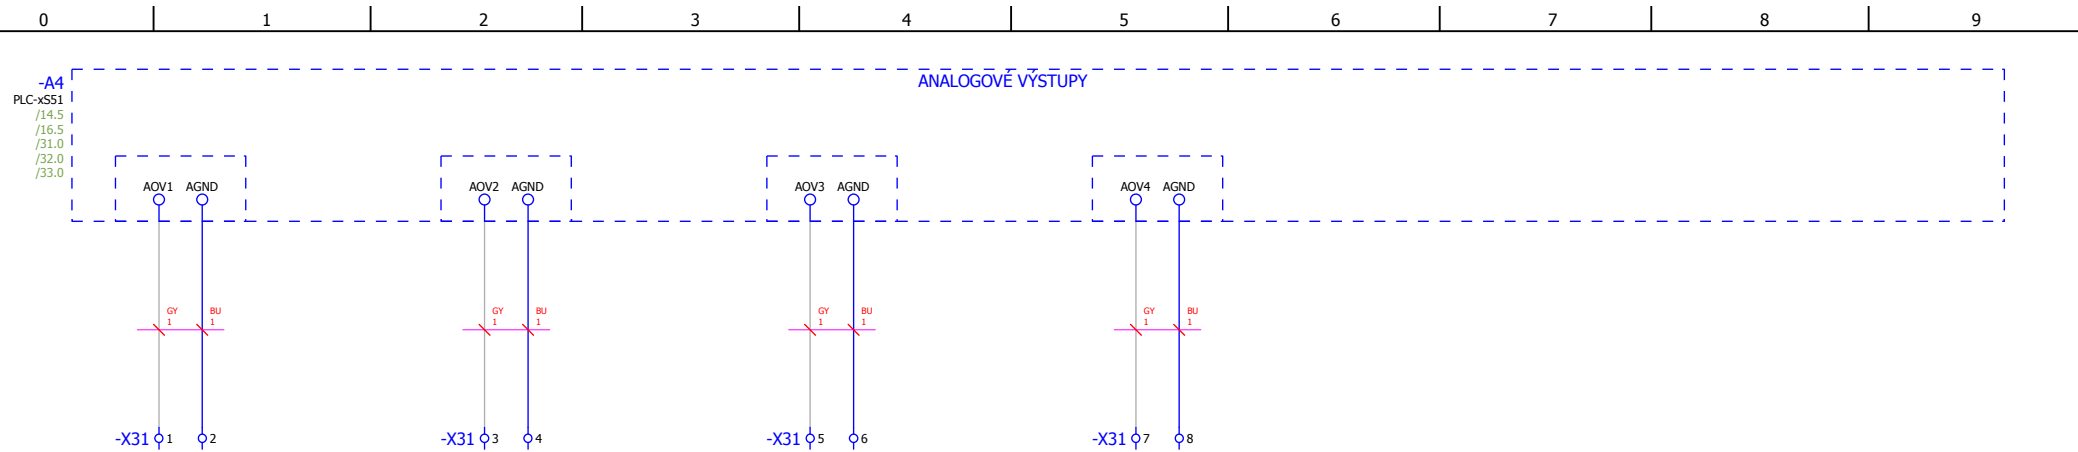 0 1 2 3 4 5 6 7 8 9
-A4
ANALOGOVÉ VÝSTUPY
PLC-xS51
/14.5
/16.5
/31.0
/32.0
/33.0
AOV1 AGND AOV2 AGND AOV3 AGND AOV4 AGND
GY BU GY BU GY BU GY BU
1 1 1 1 1 1 1 1
-X31 1 2 -X31 3 4 -X31 5 6 -X31 7 8